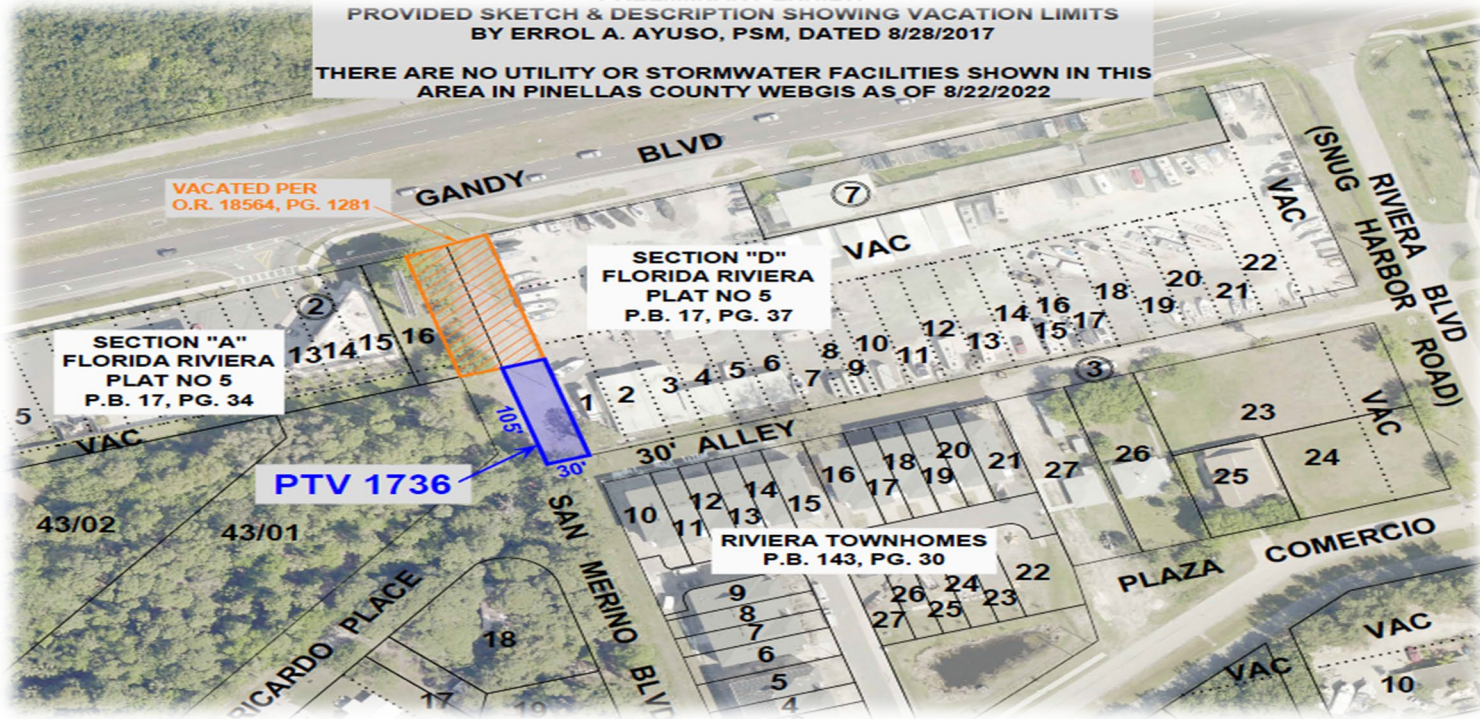 PROVIDED SKETCH & DESCRIPTION SHOWING VACATION LIMITS
BY ERROL A. AYUSO, PSM, DATED 8/28/2017
THERE ARE NO UTILITY OR STORMWATER FACILITIES SHOWN IN THIS
AREA IN PINELLAS COUNTY WEBGIS AS OF 8/22/2022
GANDY BLVD
VACATED PER
O.R. 18564, PG. 1281
7
VAC
VAC
(SNUG HARBOR ROAD)
RIVIERA BLVD
SECTION "D"
FLORIDA RIVIERA
PLAT NO 5
P.B. 17, PG. 37
2
SECTION "A"
FLORIDA RIVIERA
PLAT NO 5
P.B. 17, PG. 34
5
13 14 15 16
VAC
1 2 3 4 5 6 7 8 9 10 11 12 13 14 15 16 17 18 19 20 21 22
3
105'
30'
PTV 1736
30' ALLEY
43/02
43/01
SAN MERINO BLVD
10 11 12 13 14 15 16 17 18 19 20 21
27 26 23
25 24
VAC
RIVIERA TOWNHOMES
P.B. 143, PG. 30
PLAZA COMERCIO
9
8
7
6
5
4
27 26 25 24 23 22
RICARDO PLACE
18
17
19
VAC
VAC
10